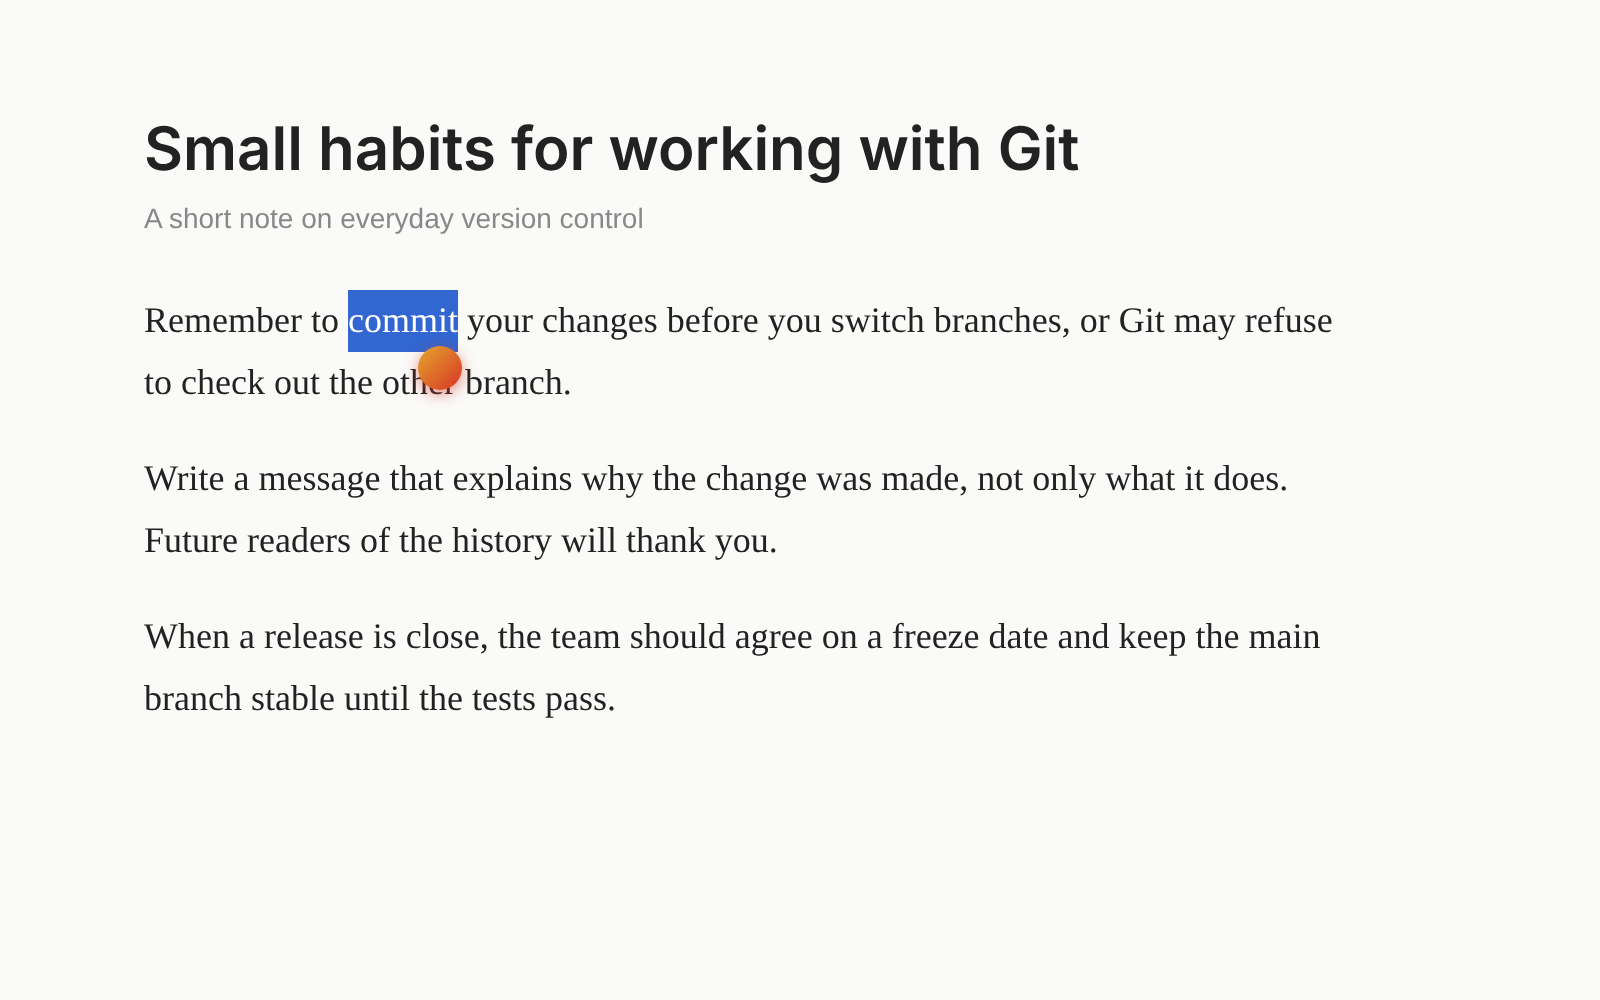 Small habits for working with Git
A short note on everyday version control
Remember to commit your changes before you switch branches, or Git may refuse
to check out the other branch.
Write a message that explains why the change was made, not only what it does.
Future readers of the history will thank you.
When a release is close, the team should agree on a freeze date and keep the main
branch stable until the tests pass.